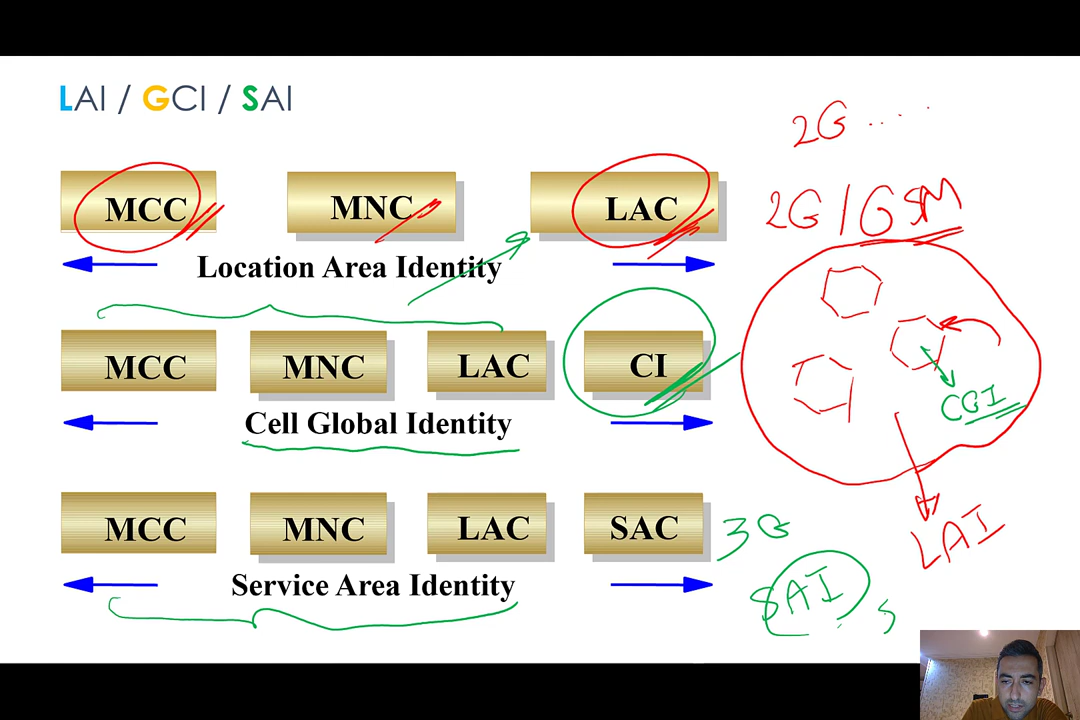 LAI / GCI / SAI
2G ....
MCC MNC LAC
2G / GSM
Location Area Identity
MCC MNC LAC CI
CGI
Cell Global Identity
MCC MNC LAC SAC
3G
LAI
Service Area Identity
SAI
S